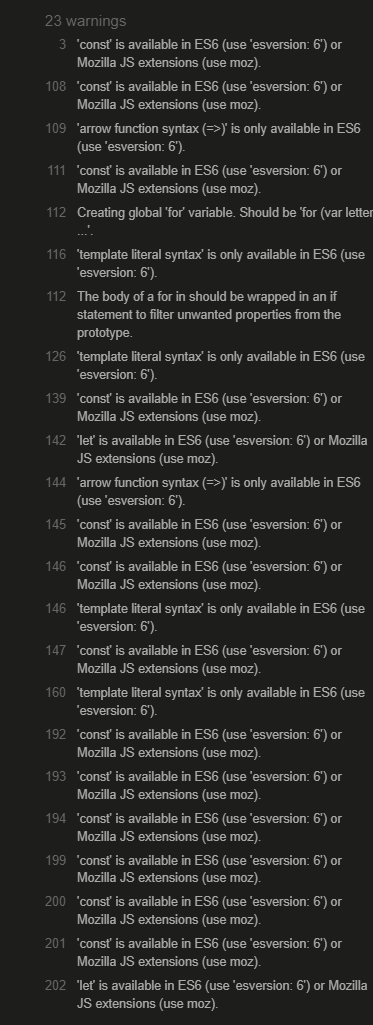 23 warnings
3 'const' is available in ES6 (use 'esversion: 6') or
Mozilla JS extensions (use moz).
108 'const' is available in ES6 (use 'esversion: 6') or
Mozilla JS extensions (use moz).
109 'arrow function syntax (=>)' is only available in ES6
(use 'esversion: 6').
111 'const' is available in ES6 (use 'esversion: 6') or
Mozilla JS extensions (use moz).
112 Creating global 'for' variable. Should be 'for (var letter
...'.
116 'template literal syntax' is only available in ES6 (use
'esversion: 6').
112 The body of a for in should be wrapped in an if
statement to filter unwanted properties from the
prototype.
126 'template literal syntax' is only available in ES6 (use
'esversion: 6').
139 'const' is available in ES6 (use 'esversion: 6') or
Mozilla JS extensions (use moz).
142 'let' is available in ES6 (use 'esversion: 6') or Mozilla
JS extensions (use moz).
144 'arrow function syntax (=>)' is only available in ES6
(use 'esversion: 6').
145 'const' is available in ES6 (use 'esversion: 6') or
Mozilla JS extensions (use moz).
146 'const' is available in ES6 (use 'esversion: 6') or
Mozilla JS extensions (use moz).
146 'template literal syntax' is only available in ES6 (use
'esversion: 6').
147 'const' is available in ES6 (use 'esversion: 6') or
Mozilla JS extensions (use moz).
160 'template literal syntax' is only available in ES6 (use
'esversion: 6').
192 'const' is available in ES6 (use 'esversion: 6') or
Mozilla JS extensions (use moz).
193 'const' is available in ES6 (use 'esversion: 6') or
Mozilla JS extensions (use moz).
194 'const' is available in ES6 (use 'esversion: 6') or
Mozilla JS extensions (use moz).
199 'const' is available in ES6 (use 'esversion: 6') or
Mozilla JS extensions (use moz).
200 'const' is available in ES6 (use 'esversion: 6') or
Mozilla JS extensions (use moz).
201 'const' is available in ES6 (use 'esversion: 6') or
Mozilla JS extensions (use moz).
202 'let' is available in ES6 (use 'esversion: 6') or Mozilla
JS extensions (use moz).